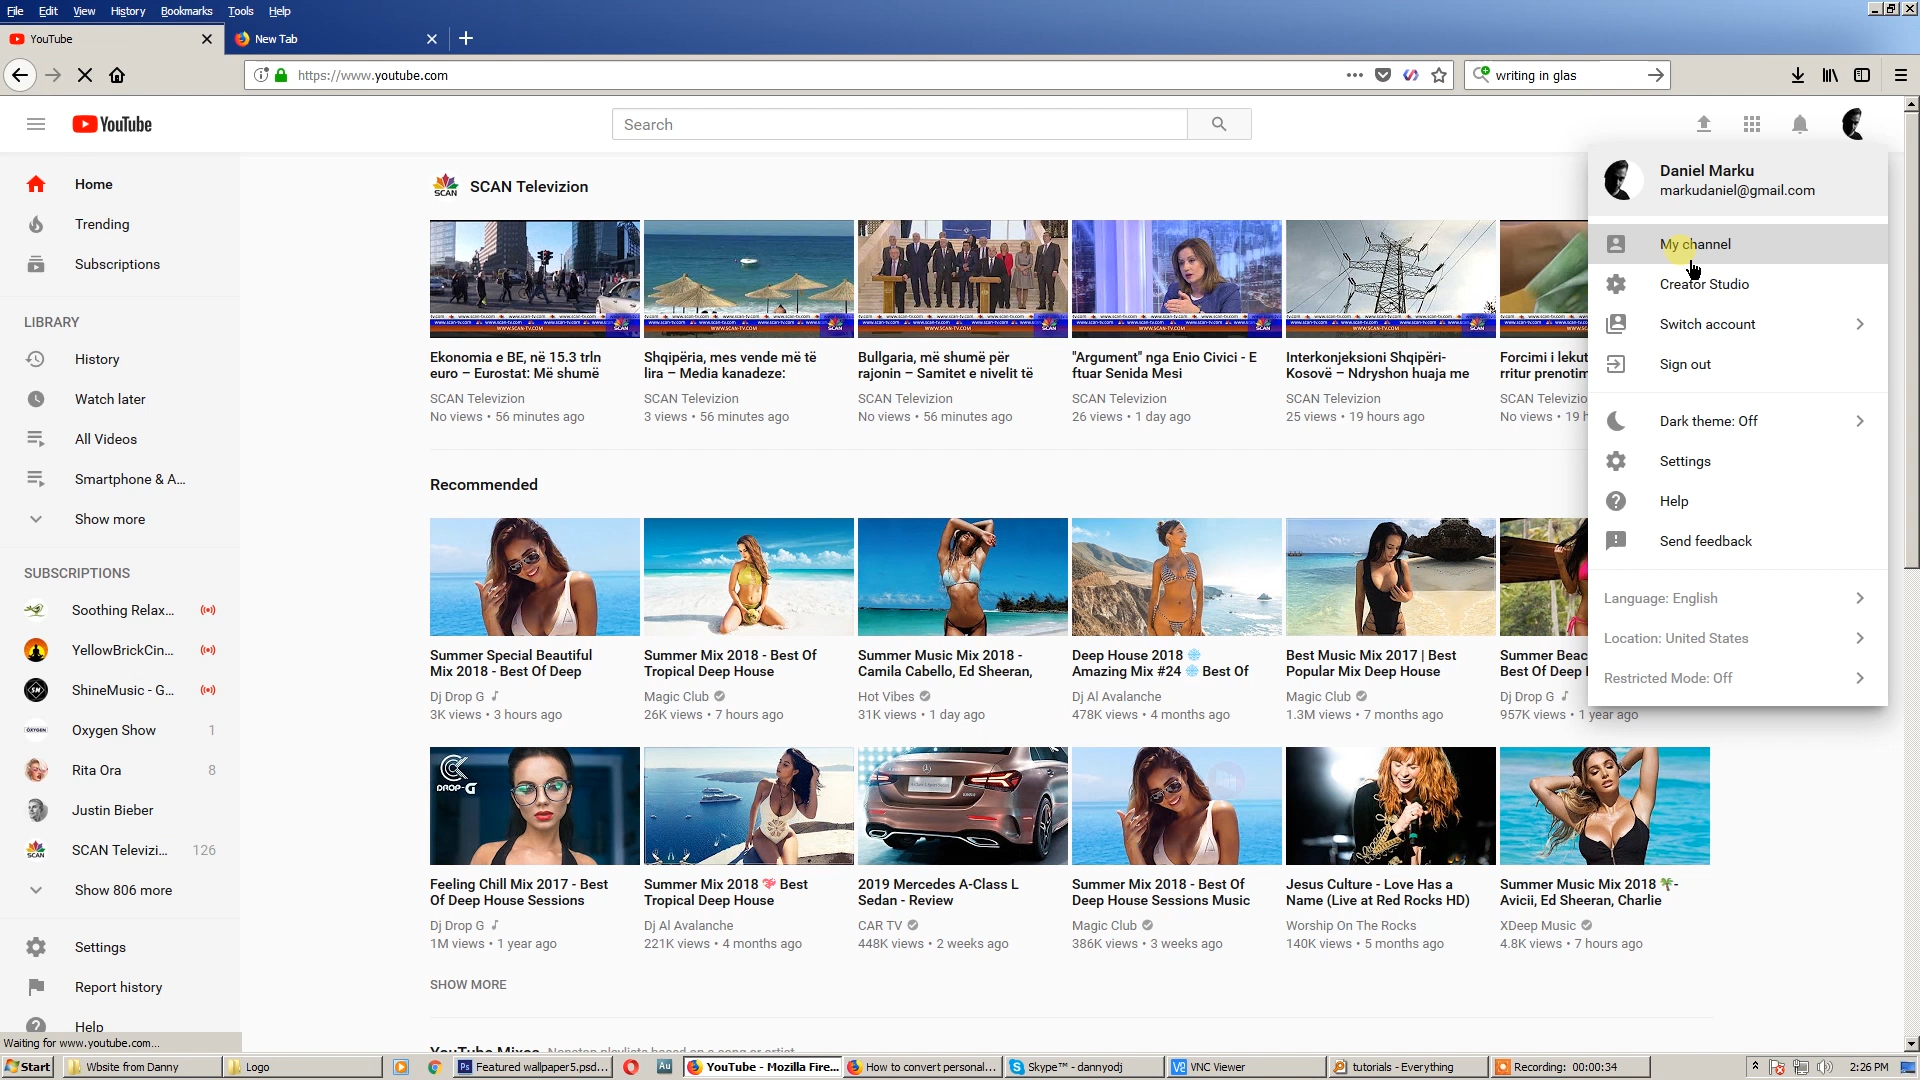 File Edit View History Bookmarks Tools Help
YouTube
New Tab
https://www.youtube.com
writing in glas
YouTube
Search
Daniel Marku
markudaniel@gmail.com
My channel
Creator Studio
Switch account
Sign out
Dark theme: Off
Settings
Help
Send feedback
Language: English
Location: United States
Restricted Mode: Off
Home
Trending
Subscriptions
LIBRARY
History
Watch later
All Videos
Smartphone & A...
Show more
SUBSCRIPTIONS
Soothing Relax...
YellowBrickCin...
ShineMusic - G...
Oxygen Show 1
Rita Ora 8
Justin Bieber
SCAN Televizi... 126
Show 806 more
Settings
Report history
Help
SCAN Televizion
Ekonomia e BE, në 15.3 trln
euro – Eurostat: Më shumë
SCAN Televizion
No views • 56 minutes ago
Shqipëria, mes vende më të
lira – Media kanadeze:
SCAN Televizion
3 views • 56 minutes ago
Bullgaria, më shumë për
rajonin – Samitet e nivelit të
SCAN Televizion
No views • 56 minutes ago
"Argument" nga Enio Civici - E
ftuar Senida Mesi
SCAN Televizion
26 views • 1 day ago
Interkonjeksioni Shqipëri-
Kosovë – Ndryshon huaja me
SCAN Televizion
25 views • 19 hours ago
Forcimi i lekut
rritur prenotim
SCAN Televizio
No views • 19 h
Recommended
Summer Special Beautiful
Mix 2018 - Best Of Deep
Dj Drop G
3K views • 3 hours ago
Summer Mix 2018 - Best Of
Tropical Deep House
Magic Club
26K views • 7 hours ago
Summer Music Mix 2018 -
Camila Cabello, Ed Sheeran,
Hot Vibes
31K views • 1 day ago
Deep House 2018 ❄️
Amazing Mix #24 ❄️ Best Of
Dj Al Avalanche
478K views • 4 months ago
Best Music Mix 2017 | Best
Popular Mix Deep House
Magic Club
1.3M views • 7 months ago
Summer Beac
Best Of Deep
Dj Drop G
957K views • 1 year ago
DROP-G
Feeling Chill Mix 2017 - Best
Of Deep House Sessions
Dj Drop G
1M views • 1 year ago
Summer Mix 2018 💝 Best
Tropical Deep House
Dj Al Avalanche
221K views • 4 months ago
2019 Mercedes A-Class L
Sedan - Review
CAR TV
448K views • 2 weeks ago
Summer Mix 2018 - Best Of
Deep House Sessions Music
Magic Club
386K views • 3 weeks ago
Jesus Culture - Love Has a
Name (Live at Red Rocks HD)
Worship On The Rocks
140K views • 5 months ago
Summer Music Mix 2018 🌴-
Avicii, Ed Sheeran, Charlie
XDeep Music
4.8K views • 7 hours ago
SHOW MORE
Waiting for www.youtube.com...
Start Wbsite from Danny Logo Featured wallpaper5.psd... YouTube - Mozilla Fire... How to convert personal... Skype™ - dannyodj VNC Viewer tutorials - Everything Recording: 00:00:34 2:26 PM